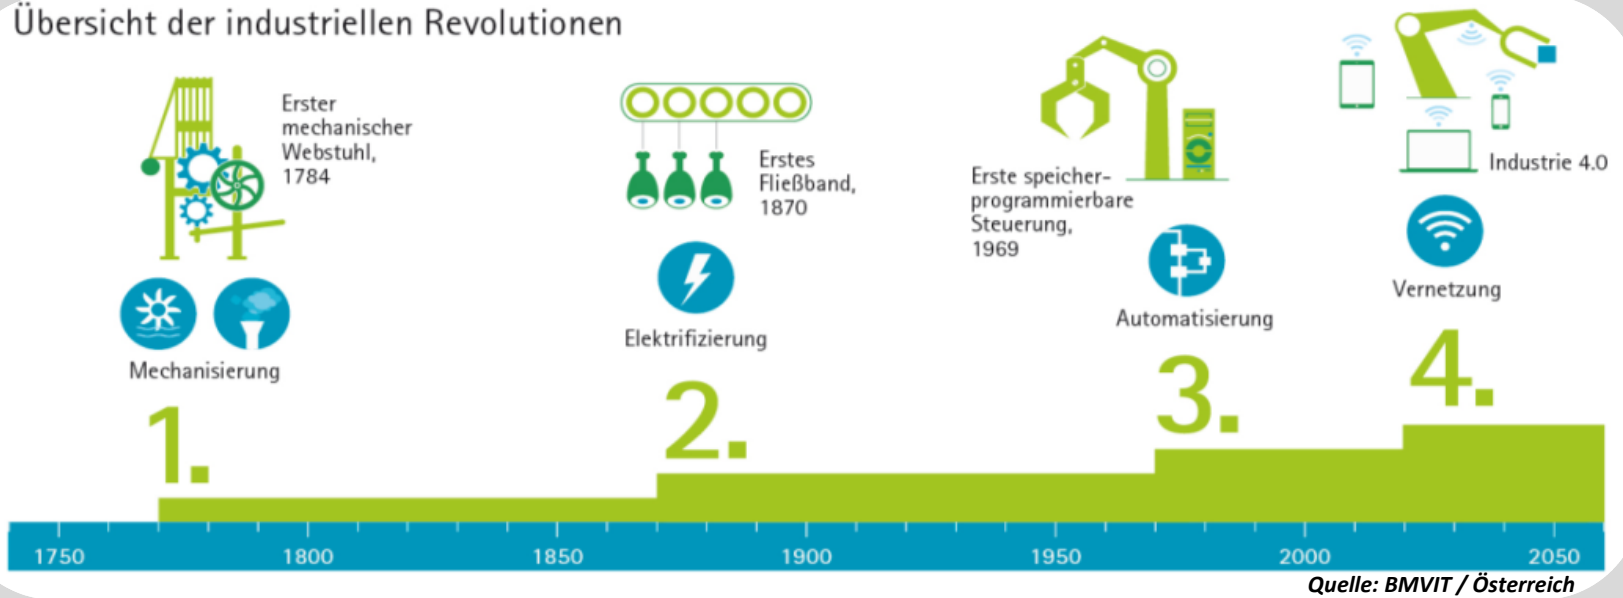 Übersicht der industriellen Revolutionen
Erster
mechanischer
Webstuhl,
1784
Mechanisierung
1.
Erstes
Fließband,
1870
Elektrifizierung
2.
Erste speicher-
programmierbare
Steuerung,
1969
Automatisierung
3.
Industrie 4.0
Vernetzung
4.
1750 1800 1850 1900 1950 2000 2050
Quelle: BMVIT / Österreich